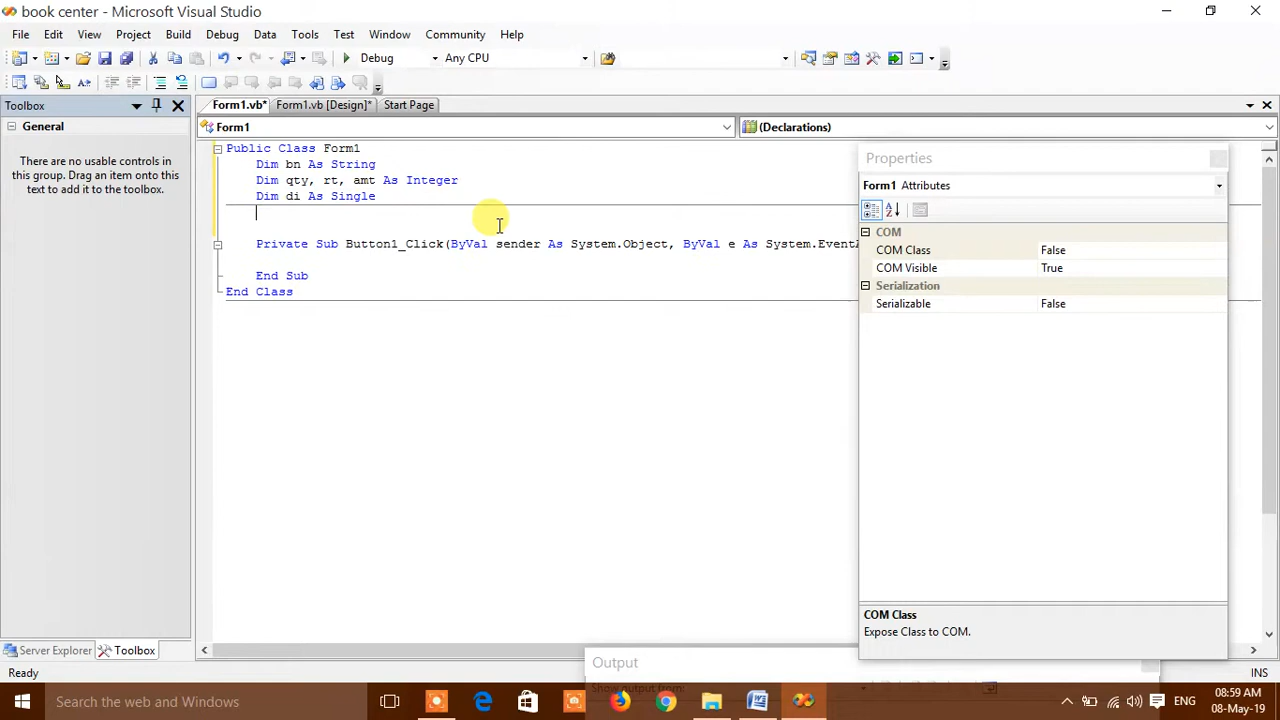 book center - Microsoft Visual Studio
File Edit View Project Build Debug Data Tools Test Window Community Help
Debug Any CPU
Toolbox
Form1.vb* Form1.vb [Design]* Start Page
General
Form1 (Declarations)
There are no usable controls in
this group. Drag an item onto this
text to add it to the toolbox.
Public Class Form1
Dim bn As String
Dim qty, rt, amt As Integer
Dim di As Single
Private Sub Button1_Click(ByVal sender As System.Object, ByVal e As System.Event
End Sub
End Class
Properties
Form1 Attributes
COM
COM Class False
COM Visible True
Serialization
Serializable False
COM Class
Expose Class to COM.
Server Explorer Toolbox
Output
Show output from:
Ready INS
Search the web and Windows
ENG
08:59 AM
08-May-19